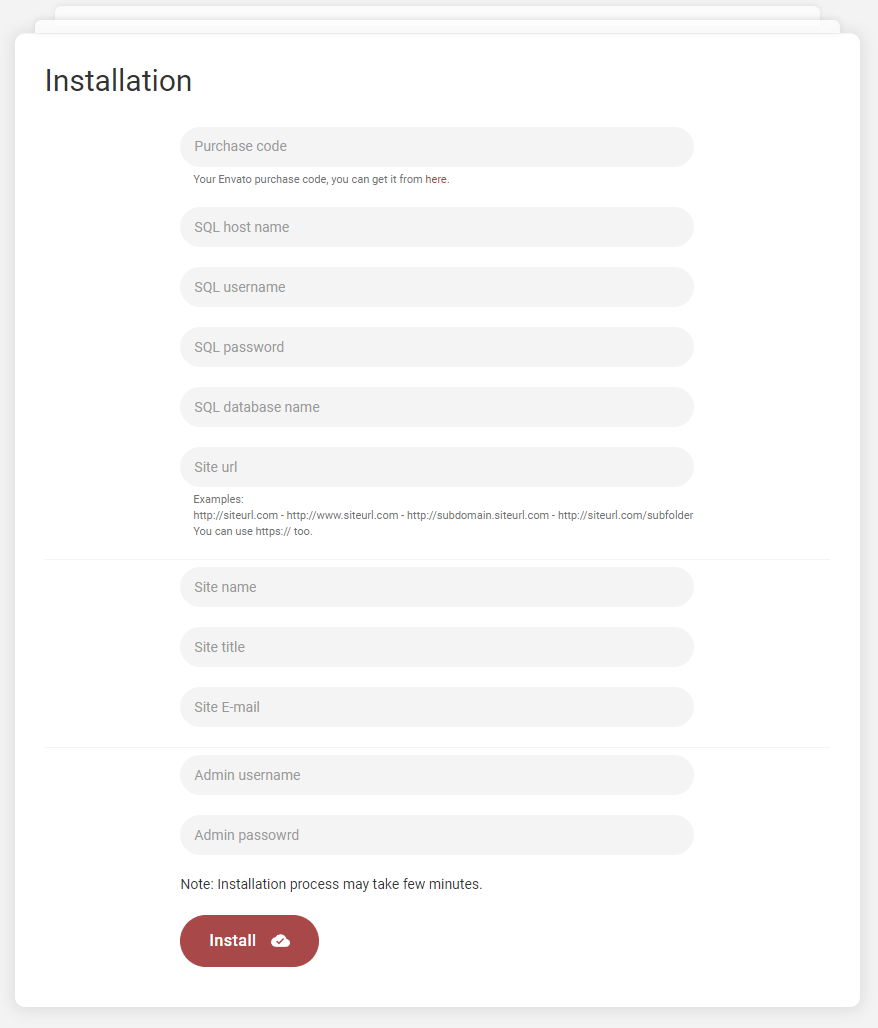 Installation
Purchase code
Your Envato purchase code, you can get it from here.
SQL host name
SQL username
SQL password
SQL database name
Site url
Examples:
http://siteurl.com - http://www.siteurl.com - http://subdomain.siteurl.com - http://siteurl.com/subfolder
You can use https:// too.
Site name
Site title
Site E-mail
Admin username
Admin passowrd
Note: Installation process may take few minutes.
Install